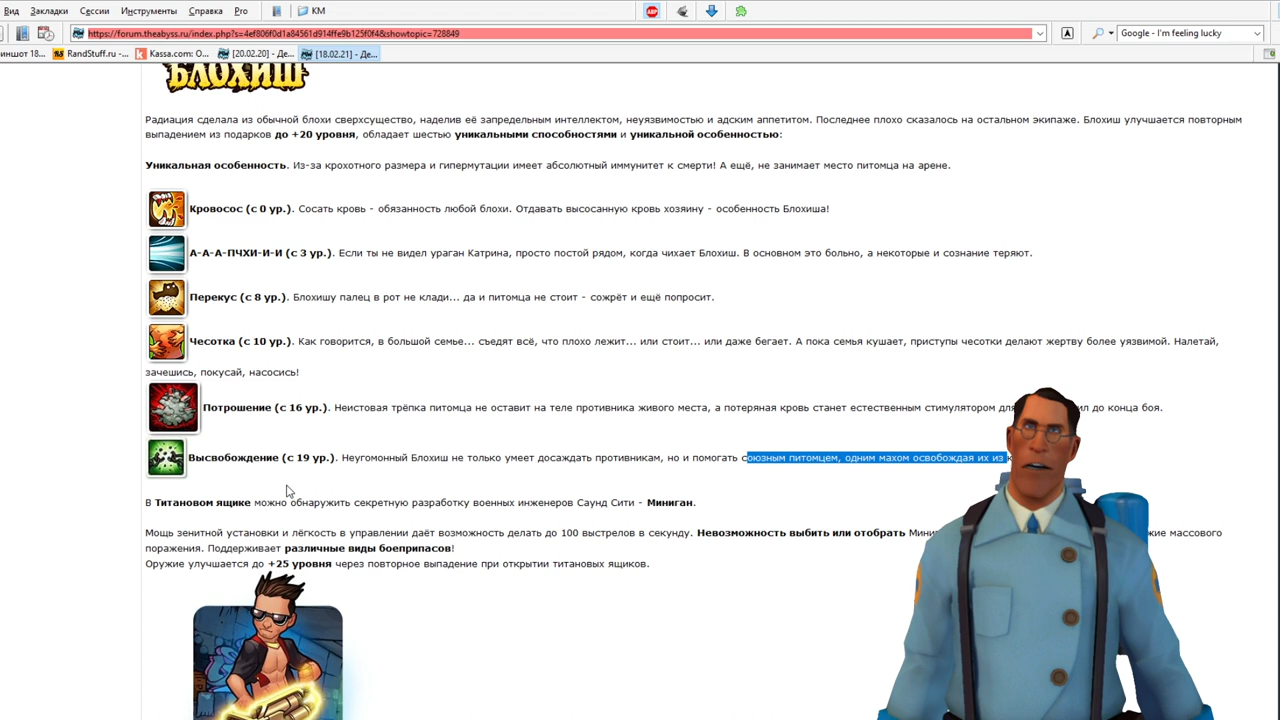 Вид Закладки Сессии Инструменты Справка Pro КМ ABP
https://forum.theabyss.ru/index.php?s=4ef806f0d1a84561d914ffe9b125f0f4&showtopic=728849 Google - I'm feeling lucky
иншот 18... RandStuff.ru -... Kassa.com: О... [20.02.20] - Де... [18.02.21] - Де...
БЛОХИШ
Радиация сделала из обычной блохи сверхсущество, наделив её запредельным интеллектом, неуязвимостью и адским аппетитом. Последнее плохо сказалось на остальном экипаже. Блохиш улучшается повторным
выпадением из подарков до +20 уровня, обладает шестью уникальными способностями и уникальной особенностью:
Уникальная особенность. Из-за крохотного размера и гипермутации имеет абсолютный иммунитет к смерти! А ещё, не занимает место питомца на арене.
Кровосос (с 0 ур.). Сосать кровь - обязанность любой блохи. Отдавать высосанную кровь хозяину - особенность Блохиша!
А-А-А-ПЧХИ-И-И (с 3 ур.). Если ты не видел ураган Катрина, просто постой рядом, когда чихает Блохиш. В основном это больно, а некоторые и сознание теряют.
Перекус (с 8 ур.). Блохишу палец в рот не клади... да и питомца не стоит - сожрёт и ещё попросит.
Чесотка (с 10 ур.). Как говорится, в большой семье... съедят всё, что плохо лежит... или стоит... или даже бегает. А пока семья кушает, приступы чесотки делают жертву более уязвимой. Налетай,
зачешись, покусай, насосись!
Потрошение (с 16 ур.). Неистовая трёпка питомца не оставит на теле противника живого места, а потеряная кровь станет естественным стимулятором для ил до конца боя.
Высвобождение (с 19 ур.). Неугомонный Блохиш не только умеет досаждать противникам, но и помогать союзным питомцем, одним махом освобождая их из к
В Титановом ящике можно обнаружить секретную разработку военных инженеров Саунд Сити - Миниган.
Мощь зенитной установки и лёгкость в управлении даёт возможность делать до 100 выстрелов в секунду. Невозможность выбить или отобрать Мини жие массового
поражения. Поддерживает различные виды боеприпасов!
Оружие улучшается до +25 уровня через повторное выпадение при открытии титановых ящиков.